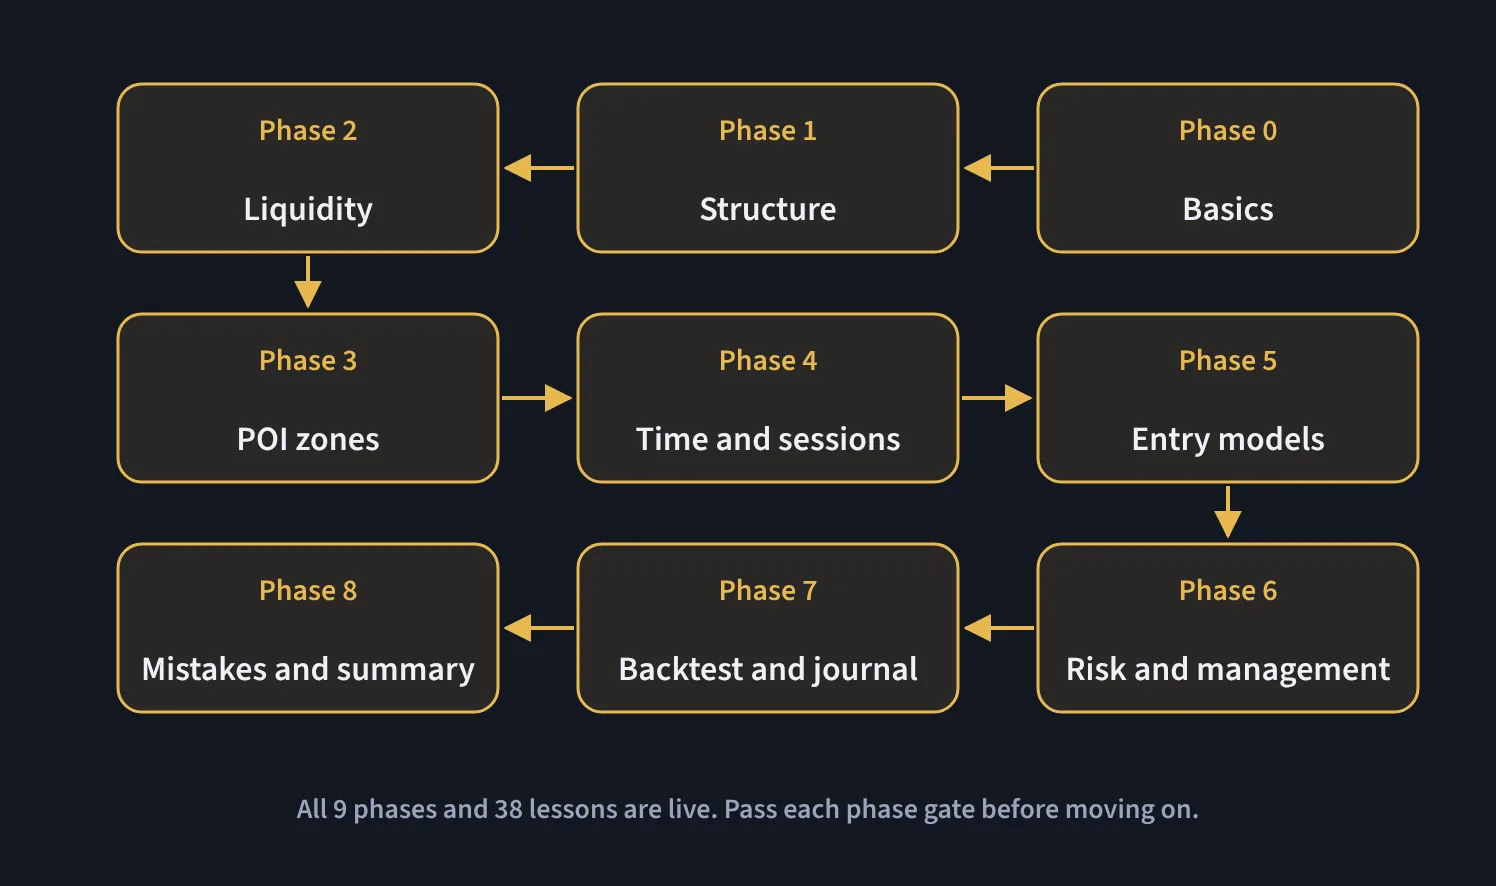 Phase 2
Liquidity
Phase 1
Structure
Phase 0
Basics
Phase 3
POI zones
Phase 4
Time and sessions
Phase 5
Entry models
Phase 8
Mistakes and summary
Phase 7
Backtest and journal
Phase 6
Risk and management
All 9 phases and 38 lessons are live. Pass each phase gate before moving on.